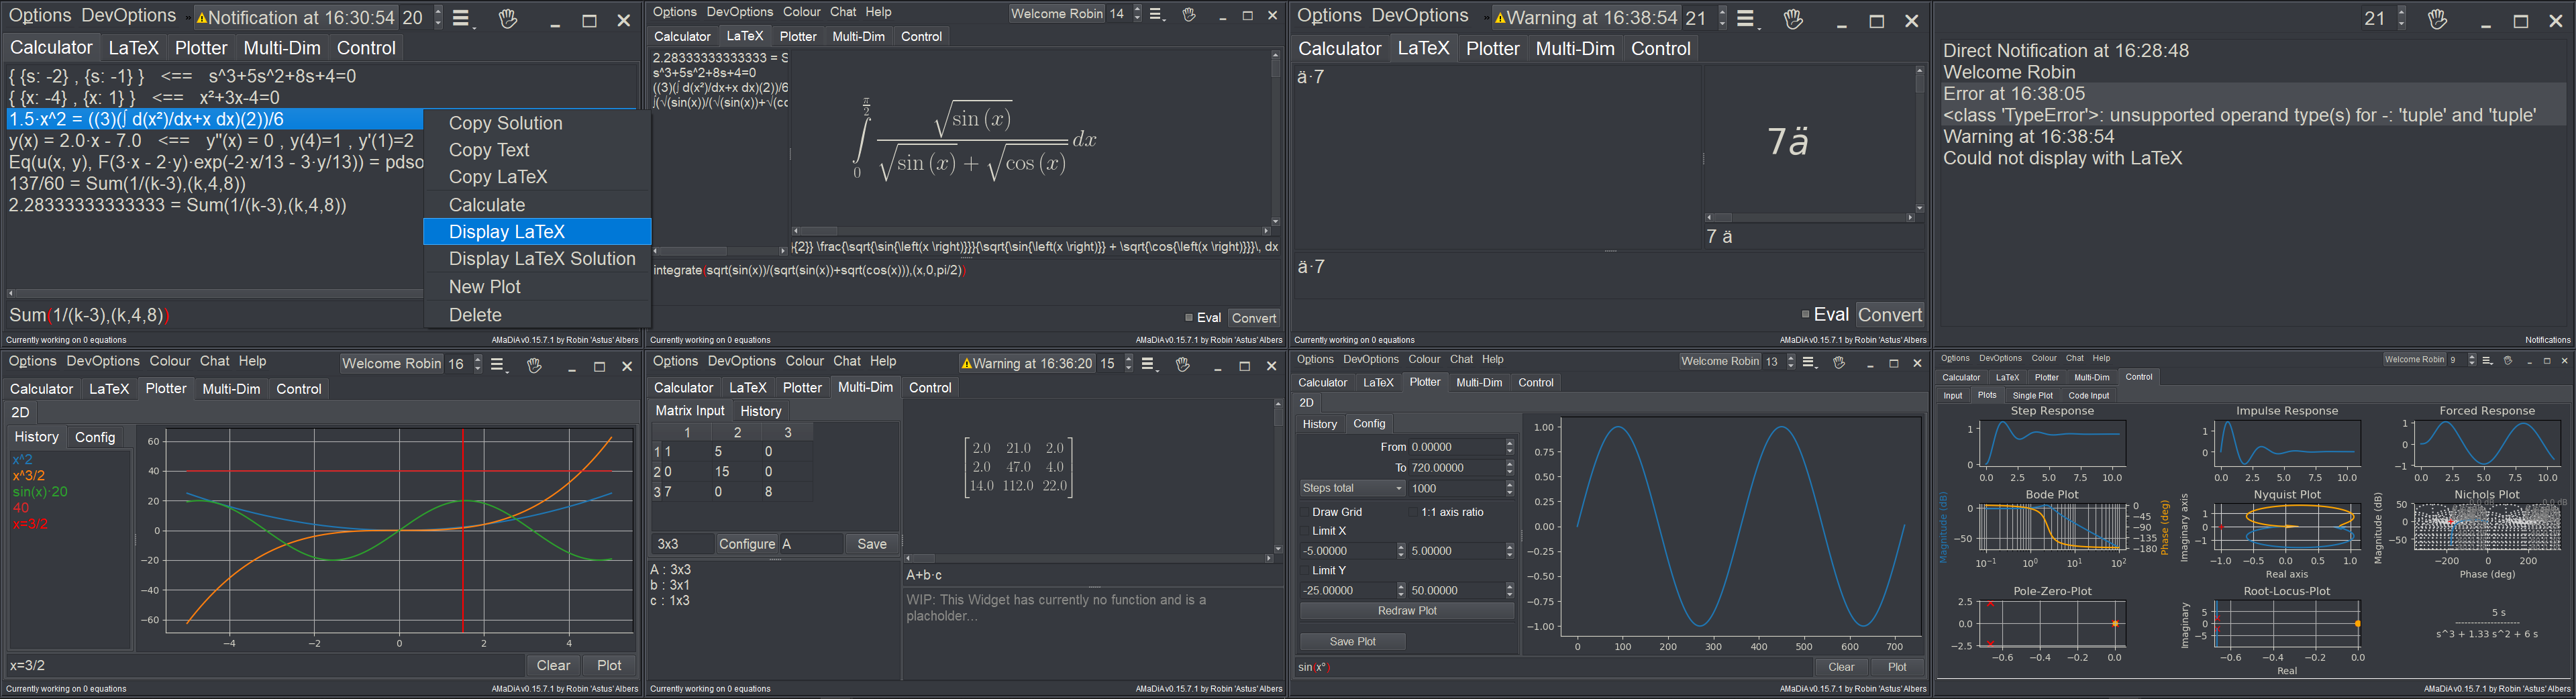 Options DevOptions » Notification at 16:30:54 20
Calculator LaTeX Plotter Multi-Dim Control
{ {s: -2} , {s: -1} } <== s^3+5s^2+8s+4=0
{ {x: -4} , {x: 1} } <== x²+3x-4=0
1.5·x^2 = ((3)(∫ d(x²)/dx+x dx)(2))/6
y(x) = 2.0·x - 7.0 <== y''(x) = 0 , y(4)=1 , y'(1)=2
Eq(u(x, y), F(3·x - 2·y)·exp(-2·x/13 - 3·y/13)) = pdso
137/60 = Sum(1/(k-3),(k,4,8))
2.28333333333333 = Sum(1/(k-3),(k,4,8))
Copy Solution
Copy Text
Copy LaTeX
Calculate
Display LaTeX
Display LaTeX Solution
New Plot
Delete
Sum(1/(k-3),(k,4,8))
Currently working on 0 equations AMaDiA v0.15.7.1 by Robin 'Astus' Albers
Options DevOptions Colour Chat Help Welcome Robin 14
Calculator LaTeX Plotter Multi-Dim Control
2.28333333333333 = S
s^3+5s^2+8s+4=0
((3)(∫ d(x²)/dx+x dx)(2))/6
∫(√(sin(x))/(√(sin(x))+√(co
∫ 0 π/2 √sin (x) / √sin (x) + √cos (x) dx
{2}} \frac{\sqrt{\sin{\left(x \right)}}}{\sqrt{\sin{\left(x \right)}} + \sqrt{\cos{\left(x \right)}}}\, dx
integrate(sqrt(sin(x))/(sqrt(sin(x))+sqrt(cos(x))),(x,0,pi/2))
Eval Convert
Currently working on 0 equations AMaDiA v0.15.7.1 by Robin 'Astus' Albers
Options DevOptions » Warning at 16:38:54 21
Calculator LaTeX Plotter Multi-Dim Control
ä·7
7ä
7 ä
ä·7
Eval Convert
Currently working on 0 equations AMaDiA v0.15.7.1 by Robin 'Astus' Albers
21
Direct Notification at 16:28:48
Welcome Robin
Error at 16:38:05
<class 'TypeError'>: unsupported operand type(s) for -: 'tuple' and 'tuple'
Warning at 16:38:54
Could not display with LaTeX
Notifications
Options DevOptions Colour Chat Help Welcome Robin 16
Calculator LaTeX Plotter Multi-Dim Control
2D
History Config
x^2
x^3/2
sin(x)·20
40
x=3/2
60
40
20
0
−20
−40
−60
−4 −2 0 2 4
x=3/2 Clear Plot
Currently working on 0 equations AMaDiA v0.15.7.1 by Robin 'Astus' Albers
Options DevOptions Colour Chat Help Warning at 16:36:20 15
Calculator LaTeX Plotter Multi-Dim Control
Matrix Input History
1 2 3
1 1 5 0
2 0 15 0
3 7 0 8
3x3 Configure A Save
A : 3x3
b : 3x1
c : 1x3
2.0 21.0 2.0
2.0 47.0 4.0
14.0 112.0 22.0
A+b·c
WIP: This Widget has currently no function and is a
placholder...
Currently working on 0 equations AMaDiA v0.15.7.1 by Robin 'Astus' Albers
Options DevOptions Colour Chat Help Welcome Robin 13
Calculator LaTeX Plotter Multi-Dim Control
2D
History Config
From 0.00000
To 720.00000
Steps total 1000
Draw Grid 1:1 axis ratio
Limit X
-5.00000 5.00000
Limit Y
-25.00000 50.00000
Redraw Plot
Save Plot
1.00
0.75
0.50
0.25
0.00
−0.25
−0.50
−0.75
−1.00
0 100 200 300 400 500 600 700
sin(x°) Clear Plot
Currently working on 0 equations AMaDiA v0.15.7.1 by Robin 'Astus' Albers
Options DevOptions Colour Chat Help Welcome Robin 9
Calculator LaTeX Plotter Multi-Dim Control
Input Plots Single Plot Code Input
Step Response Impulse Response Forced Response
1 0 1 0 1 0 −1
0.0 2.5 5.0 7.5 10.0 0.0 2.5 5.0 7.5 10.0 0.0 2.5 5.0 7.5 10.0
Bode Plot Nyquist Plot Nichols Plot
Magnitude (dB) 0 −50 0 −45 −90 −135 −180 Phase (deg)
10⁻¹ 10⁰ 10¹ 10²
Imaginary axis 1 0 −1
−1.0 −0.5 0.0 0.5 1.0
Real axis
Magnitude (dB) 50 0 −50
0.0 dB
−200 0 200
Phase (deg)
Pole-Zero-Plot Root-Locus-Plot
2.5 0.0 −2.5
−0.6 −0.4 −0.2 0.0
Imaginary 5 0 −5
−0.6 −0.4 −0.2 0.0
Real
5 s
----------------------
s^3 + 1.33 s^2 + 6 s
AMaDiA v0.15.7.1 by Robin 'Astus' Albers